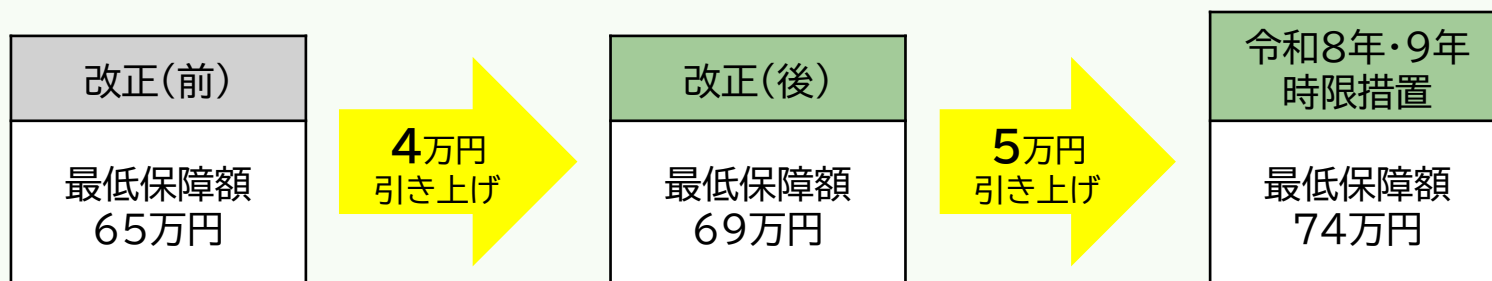 改正(前)
最低保障額
65万円
4万円
引き上げ
改正(後)
最低保障額
69万円
5万円
引き上げ
令和8年・9年
時限措置
最低保障額
74万円